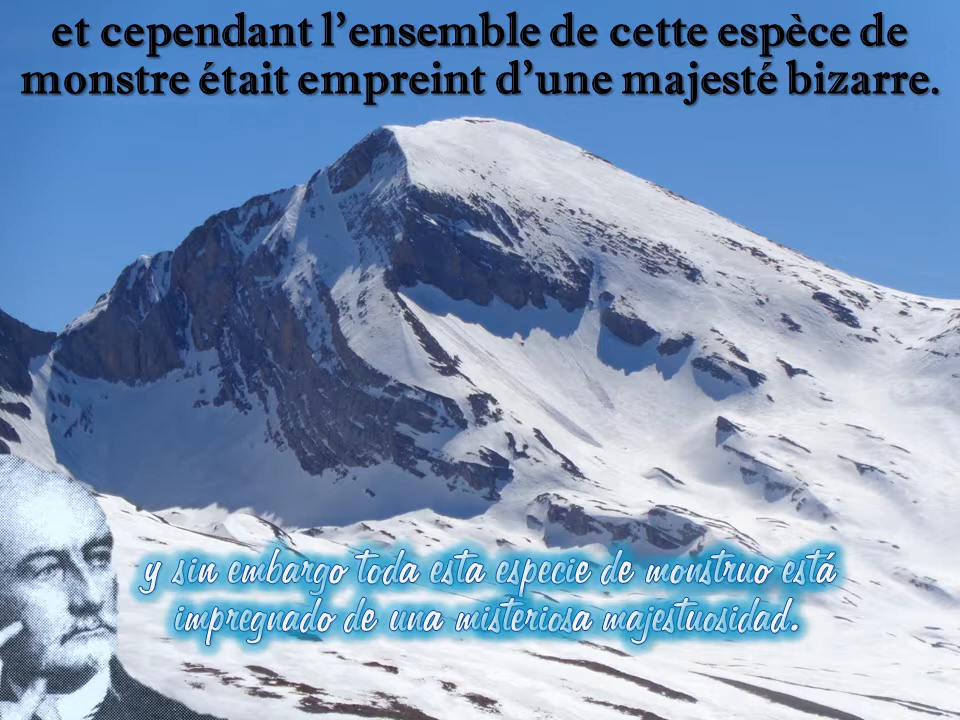 et cependant l’ensemble de cette espèce de
monstre était empreint d’une majesté bizarre.
y sin embargo toda esta especie de monstruo está
impregnado de una misteriosa majestuosidad.